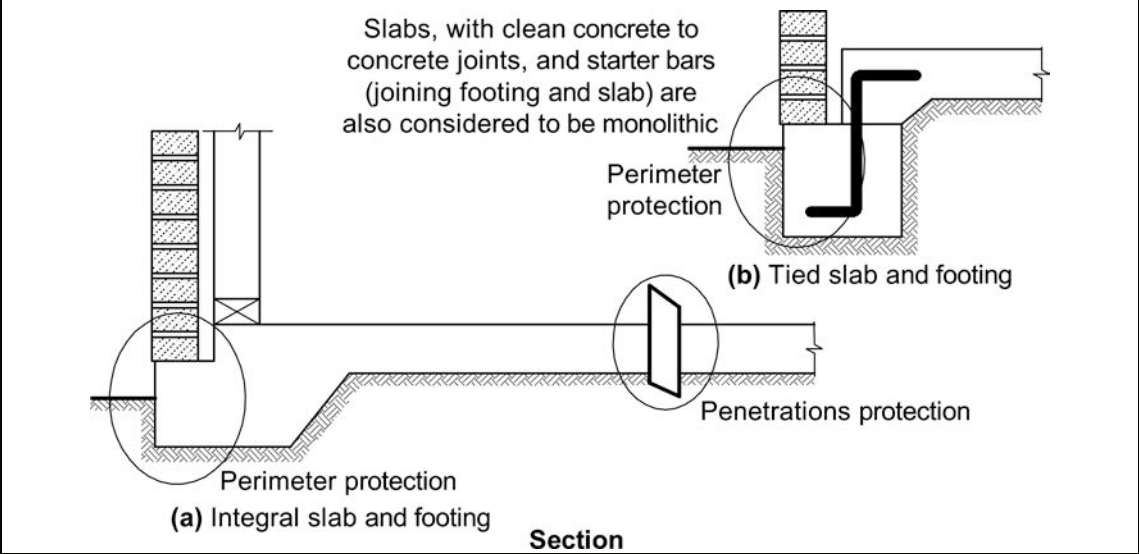 Slabs, with clean concrete to
concrete joints, and starter bars
(joining footing and slab) are
also considered to be monolithic
Perimeter
protection
(b) Tied slab and footing
Penetrations protection
Perimeter protection
(a) Integral slab and footing
Section